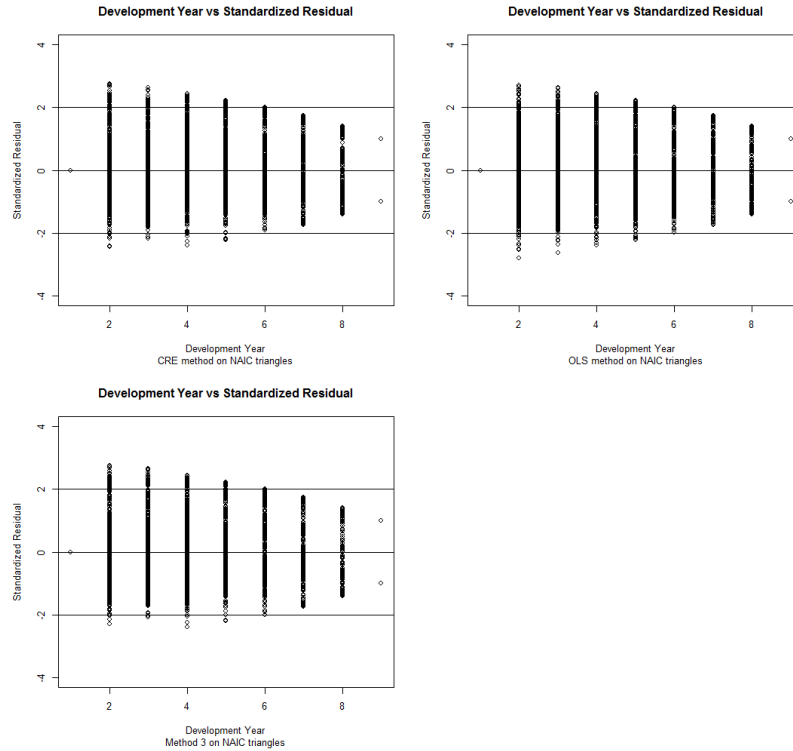 Development Year vs Standardized Residual
Standardized Residual
4
2
0
-2
-4
2 4 6 8
Development Year
CRE method on NAIC triangles
Development Year vs Standardized Residual
Standardized Residual
4
2
0
-2
-4
2 4 6 8
Development Year
OLS method on NAIC triangles
Development Year vs Standardized Residual
Standardized Residual
4
2
0
-2
-4
2 4 6 8
Development Year
Method 3 on NAIC triangles